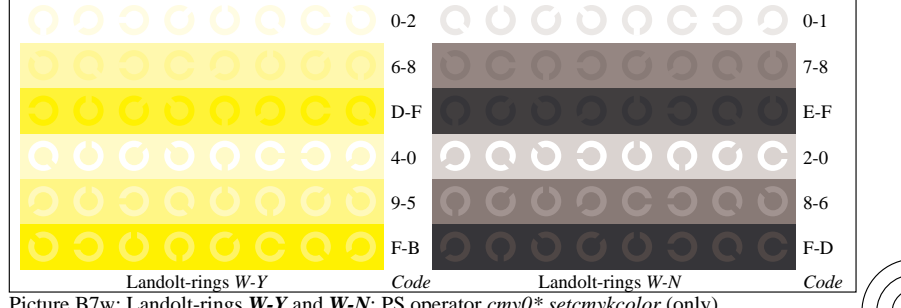 0-2 0-1
6-8 7-8
D-F E-F
4-0 2-0
9-5 8-6
F-B F-D
Landolt-rings W-Y Code Landolt-rings W-N Code
Picture B7w: Landolt-rings W-Y and W-N; PS operator cmy0* setcmykcolor (only)